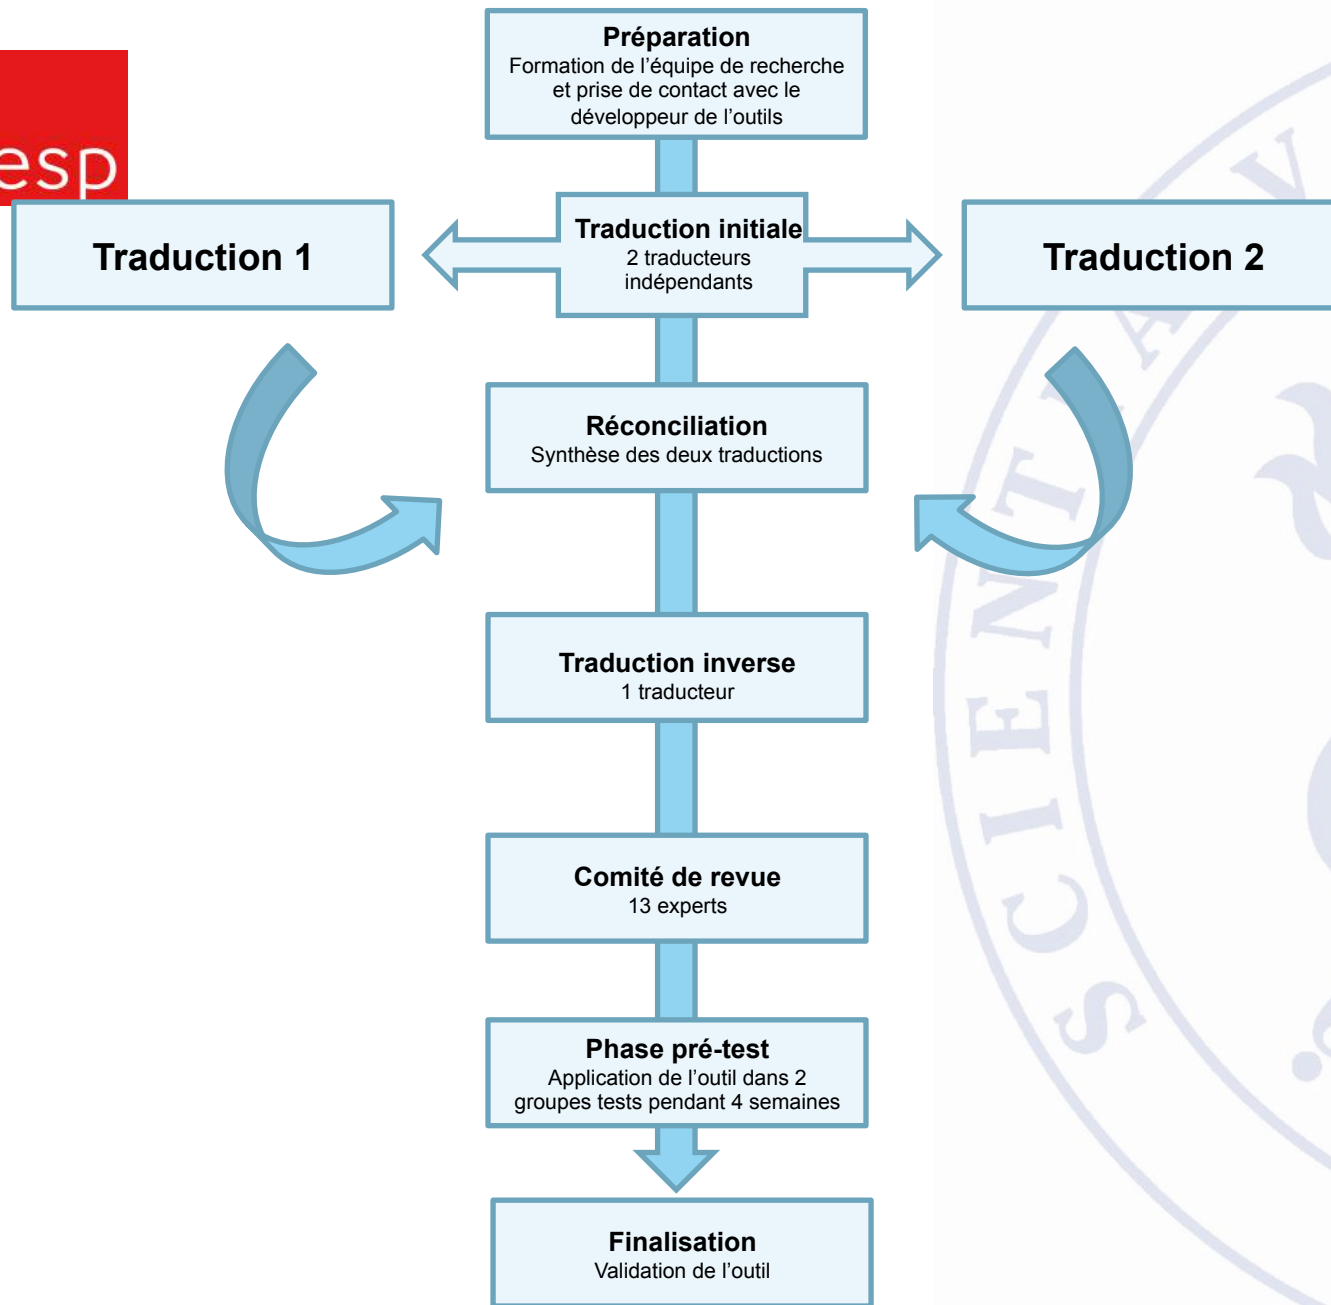 Préparation
Formation de l’équipe de recherche
et prise de contact avec le
développeur de l’outils
esp
Traduction 1
Traduction initiale
2 traducteurs
indépendants
Traduction 2
Réconciliation
Synthèse des deux traductions
Traduction inverse
1 traducteur
Comité de revue
13 experts
Phase pré-test
Application de l’outil dans 2
groupes tests pendant 4 semaines
Finalisation
Validation de l’outil
SCIENTIA V